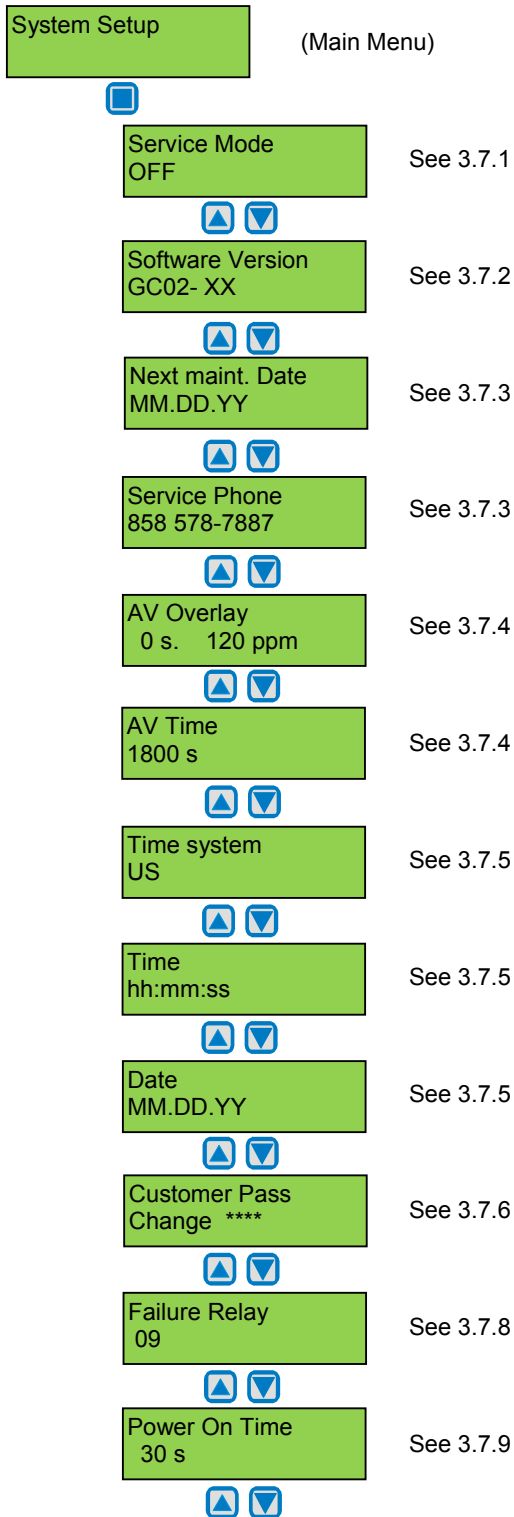 System Setup
(Main Menu)
Service Mode
OFF
See 3.7.1
Software Version
GC02- XX
See 3.7.2
Next maint. Date
MM.DD.YY
See 3.7.3
Service Phone
858 578-7887
See 3.7.3
AV Overlay
0 s. 120 ppm
See 3.7.4
AV Time
1800 s
See 3.7.4
Time system
US
See 3.7.5
Time
hh:mm:ss
See 3.7.5
Date
MM.DD.YY
See 3.7.5
Customer Pass
Change ****
See 3.7.6
Failure Relay
09
See 3.7.8
Power On Time
30 s
See 3.7.9